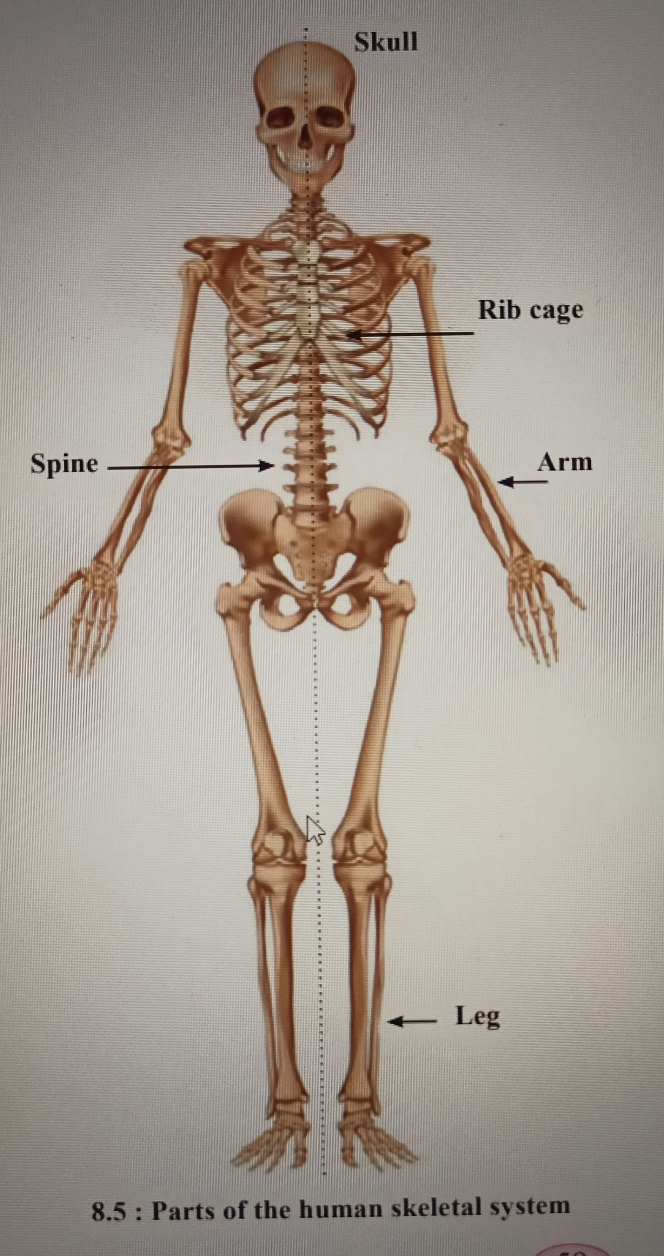 Skull
Rib cage
Spine
Arm
Leg
8.5 : Parts of the human skeletal system